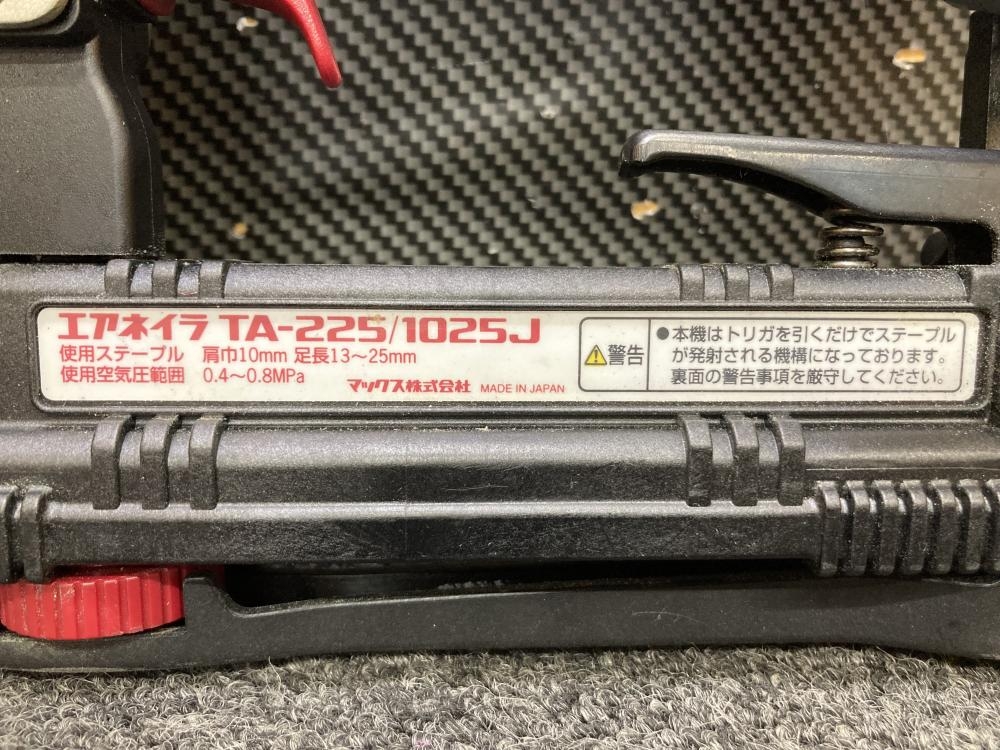 エアネイラ TA-225/1025J
使用ステープル 肩巾10mm 足長13～25mm
使用空気圧範囲 0.4～0.8MPa
マックス株式会社 MADE IN JAPAN
⚠警告
●本機はトリガを引くだけでステープル
が発射される機構になっております。
裏面の警告事項を厳守してください。